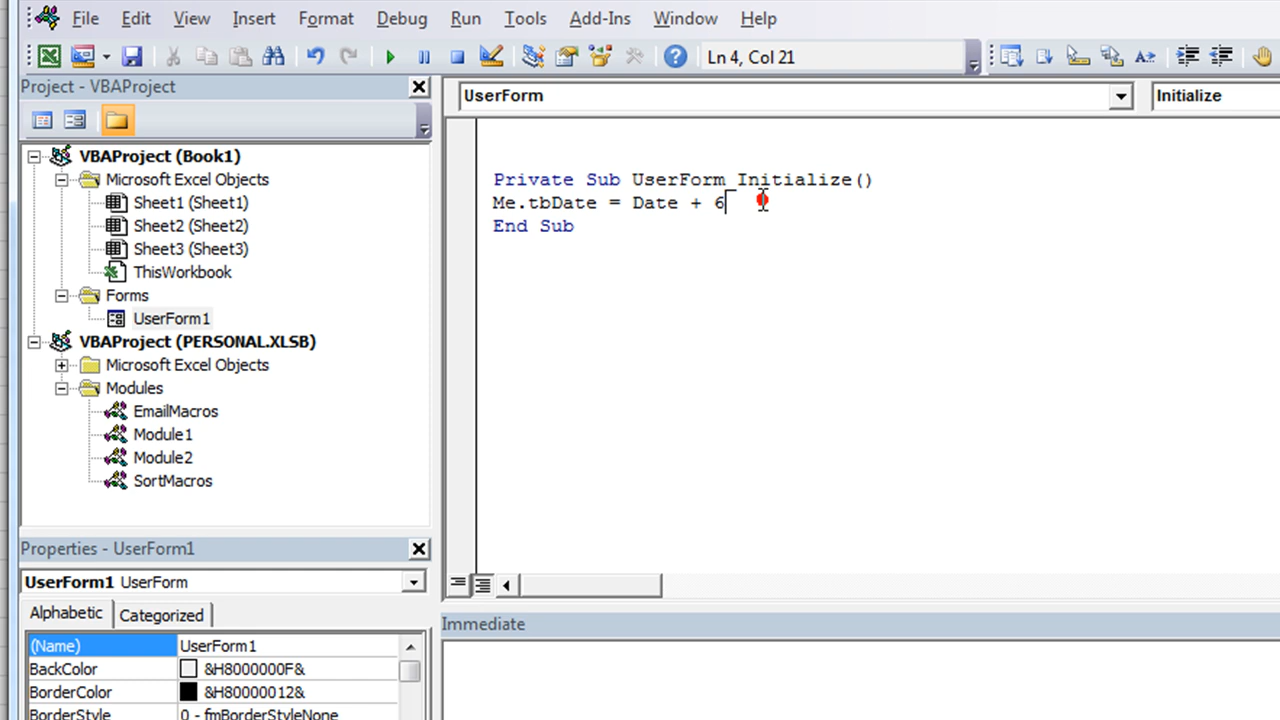 File Edit View Insert Format Debug Run Tools Add-Ins Window Help
Ln 4, Col 21
Project - VBAProject
UserForm
Initialize
VBAProject (Book1)
Microsoft Excel Objects
Sheet1 (Sheet1)
Sheet2 (Sheet2)
Sheet3 (Sheet3)
ThisWorkbook
Forms
UserForm1
VBAProject (PERSONAL.XLSB)
Microsoft Excel Objects
Modules
EmailMacros
Module1
Module2
SortMacros
Private Sub UserForm_Initialize()
Me.tbDate = Date + 6
End Sub
Properties - UserForm1
UserForm1 UserForm
Alphabetic Categorized
(Name) UserForm1
BackColor &H8000000F&
BorderColor &H80000012&
BorderStyle 0 - fmBorderStyleNone
Immediate